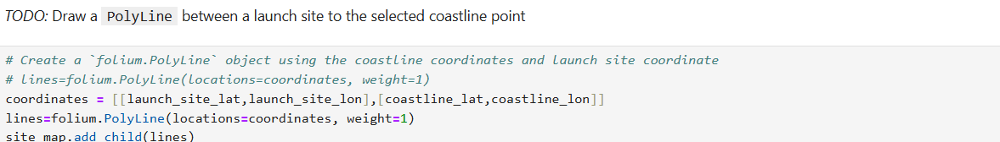 TODO: Draw a PolyLine between a launch site to the selected coastline point
# Create a `folium.PolyLine` object using the coastline coordinates and launch site coordinate
# lines=folium.PolyLine(locations=coordinates, weight=1)
coordinates = [[launch_site_lat,launch_site_lon],[coastline_lat,coastline_lon]]
lines=folium.PolyLine(locations=coordinates, weight=1)
site_map.add_child(lines)